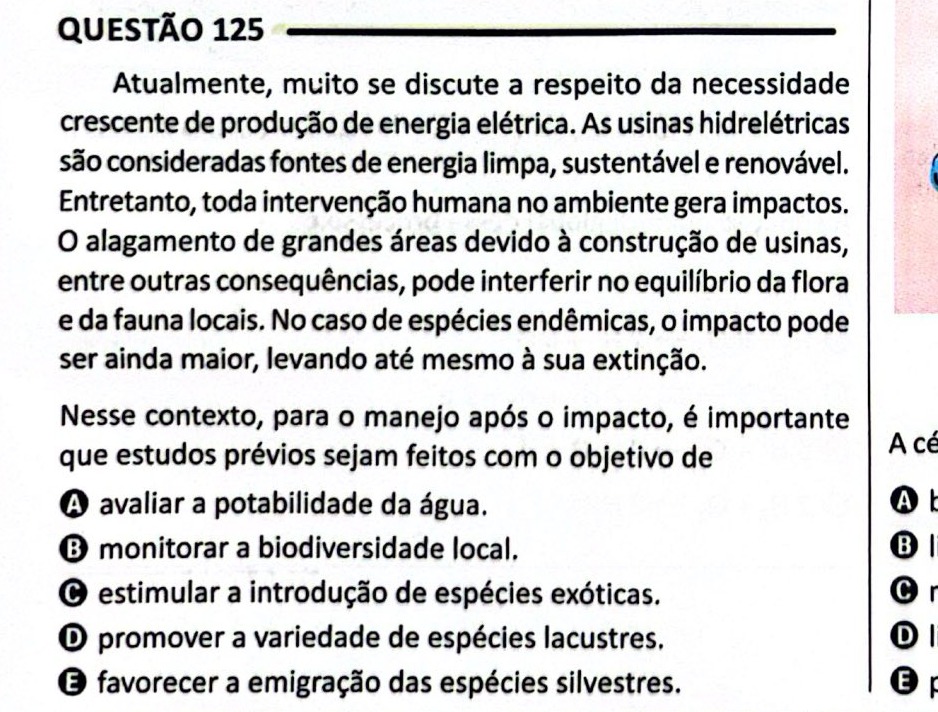 QUESTÃO 125
Atualmente, muito se discute a respeito da necessidade
crescente de produção de energia elétrica. As usinas hidrelétricas
são consideradas fontes de energia limpa, sustentável e renovável.
Entretanto, toda intervenção humana no ambiente gera impactos.
O alagamento de grandes áreas devido à construção de usinas,
entre outras consequências, pode interferir no equilíbrio da flora
e da fauna locais. No caso de espécies endêmicas, o impacto pode
ser ainda maior, levando até mesmo à sua extinção.
Nesse contexto, para o manejo após o impacto, é importante
que estudos prévios sejam feitos com o objetivo de
A avaliar a potabilidade da água.
B monitorar a biodiversidade local.
C estimular a introdução de espécies exóticas.
D promover a variedade de espécies lacustres.
E favorecer a emigração das espécies silvestres.
A
A
B
C
D
E